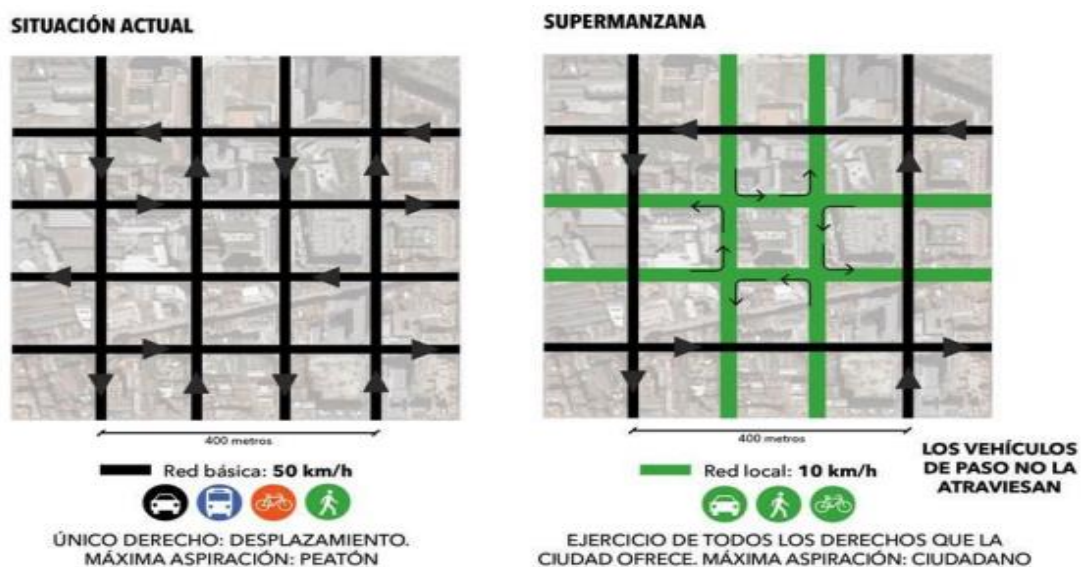 SITUACIÓN ACTUAL
400 metros
Red básica: 50 km/h
ÚNICO DERECHO: DESPLAZAMIENTO.
MÁXIMA ASPIRACIÓN: PEATÓN
SUPERMANZANA
400 metros
LOS VEHÍCULOS
DE PASO NO LA
ATRAVIESAN
Red local: 10 km/h
EJERCICIO DE TODOS LOS DERECHOS QUE LA
CIUDAD OFRECE. MÁXIMA ASPIRACIÓN: CIUDADANO